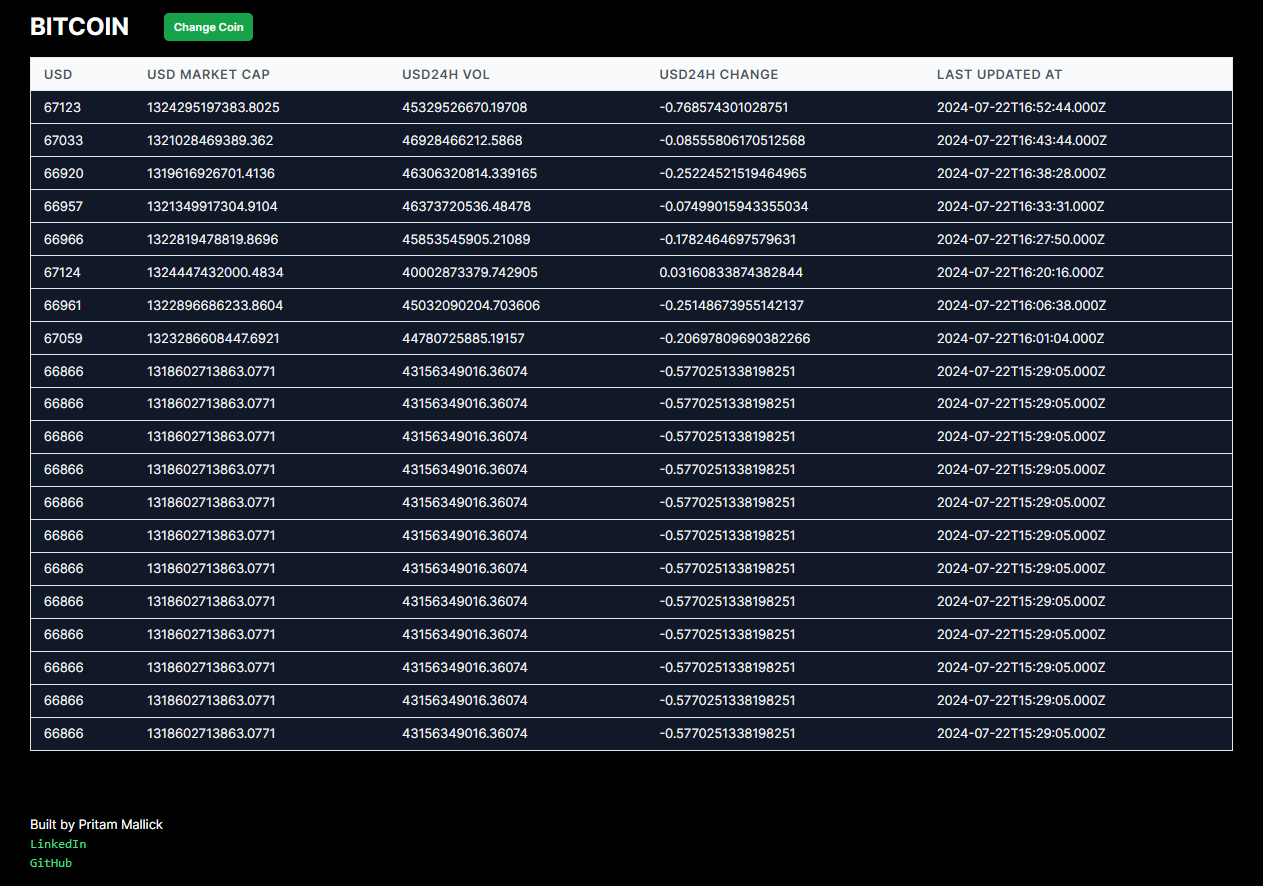 BITCOIN Change Coin
USD USD MARKET CAP USD24H VOL USD24H CHANGE LAST UPDATED AT
67123 1324295197383.8025 45329526670.19708 -0.768574301028751 2024-07-22T16:52:44.000Z
67033 1321028469389.362 46928466212.5868 -0.08555806170512568 2024-07-22T16:43:44.000Z
66920 1319616926701.4136 46306320814.339165 -0.25224521519464965 2024-07-22T16:38:28.000Z
66957 1321349917304.9104 46373720536.48478 -0.07499015943355034 2024-07-22T16:33:31.000Z
66966 1322819478819.8696 45853545905.21089 -0.1782464697579631 2024-07-22T16:27:50.000Z
67124 1324447432000.4834 40002873379.742905 0.03160833874382844 2024-07-22T16:20:16.000Z
66961 1322896686233.8604 45032090204.703606 -0.25148673955142137 2024-07-22T16:06:38.000Z
67059 1323286608447.6921 44780725885.19157 -0.20697809690382266 2024-07-22T16:01:04.000Z
66866 1318602713863.0771 43156349016.36074 -0.5770251338198251 2024-07-22T15:29:05.000Z
66866 1318602713863.0771 43156349016.36074 -0.5770251338198251 2024-07-22T15:29:05.000Z
66866 1318602713863.0771 43156349016.36074 -0.5770251338198251 2024-07-22T15:29:05.000Z
66866 1318602713863.0771 43156349016.36074 -0.5770251338198251 2024-07-22T15:29:05.000Z
66866 1318602713863.0771 43156349016.36074 -0.5770251338198251 2024-07-22T15:29:05.000Z
66866 1318602713863.0771 43156349016.36074 -0.5770251338198251 2024-07-22T15:29:05.000Z
66866 1318602713863.0771 43156349016.36074 -0.5770251338198251 2024-07-22T15:29:05.000Z
66866 1318602713863.0771 43156349016.36074 -0.5770251338198251 2024-07-22T15:29:05.000Z
66866 1318602713863.0771 43156349016.36074 -0.5770251338198251 2024-07-22T15:29:05.000Z
66866 1318602713863.0771 43156349016.36074 -0.5770251338198251 2024-07-22T15:29:05.000Z
66866 1318602713863.0771 43156349016.36074 -0.5770251338198251 2024-07-22T15:29:05.000Z
66866 1318602713863.0771 43156349016.36074 -0.5770251338198251 2024-07-22T15:29:05.000Z
Built by Pritam Mallick
LinkedIn
GitHub